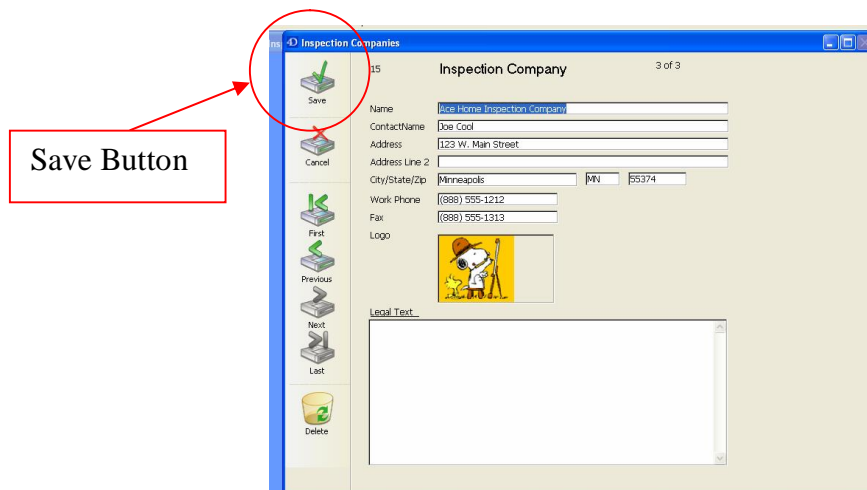 Ins
4D Inspection Companies
15 Inspection Company 3 of 3
Save
Save Button
Cancel
First
Previous
Next
Last
Delete
Name Ace Home Inspection Company
ContactName Joe Cool
Address 123 W. Main Street
Address Line 2
City/State/Zip Minneapolis MN 55374
Work Phone (888) 555-1212
Fax (888) 555-1313
Logo
Legal Text